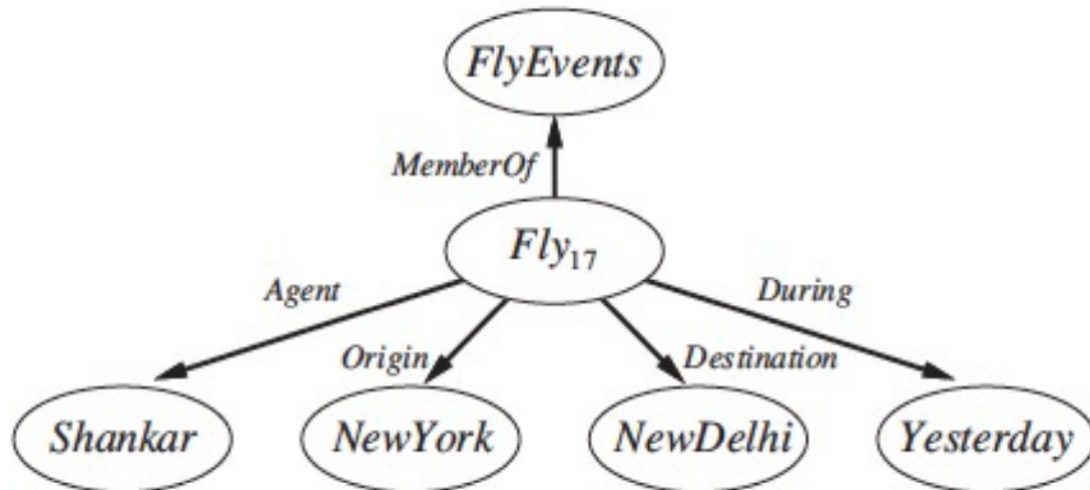 FlyEvents
MemberOf
Fly₁₇
Agent During
Origin Destination
Shankar NewYork NewDelhi Yesterday